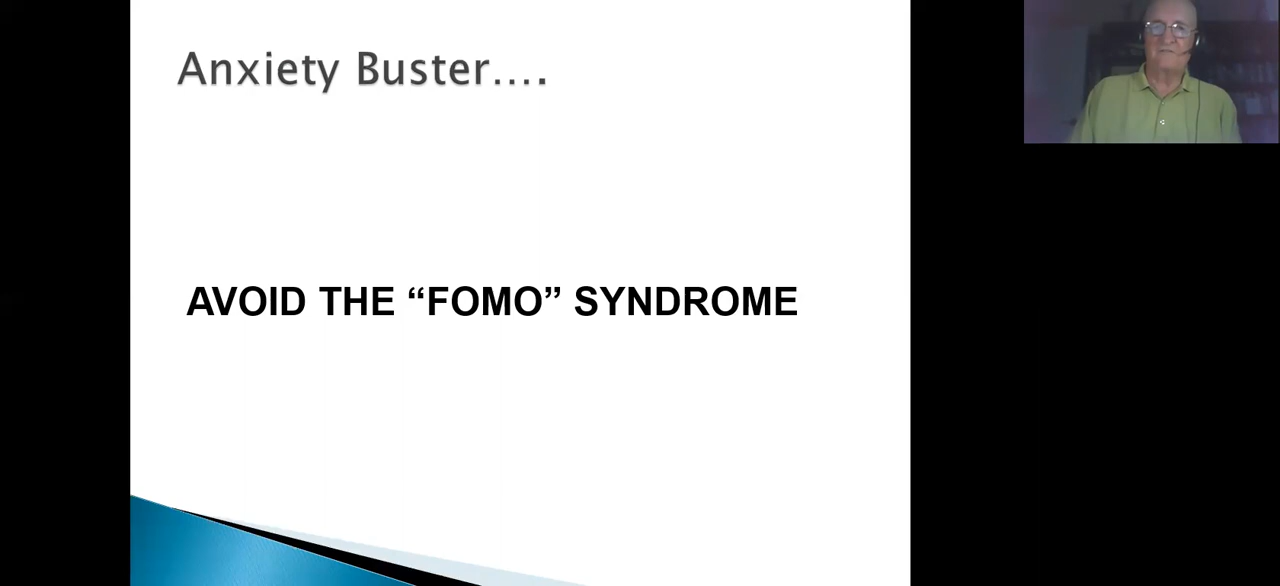 Anxiety Buster....
AVOID THE “FOMO” SYNDROME